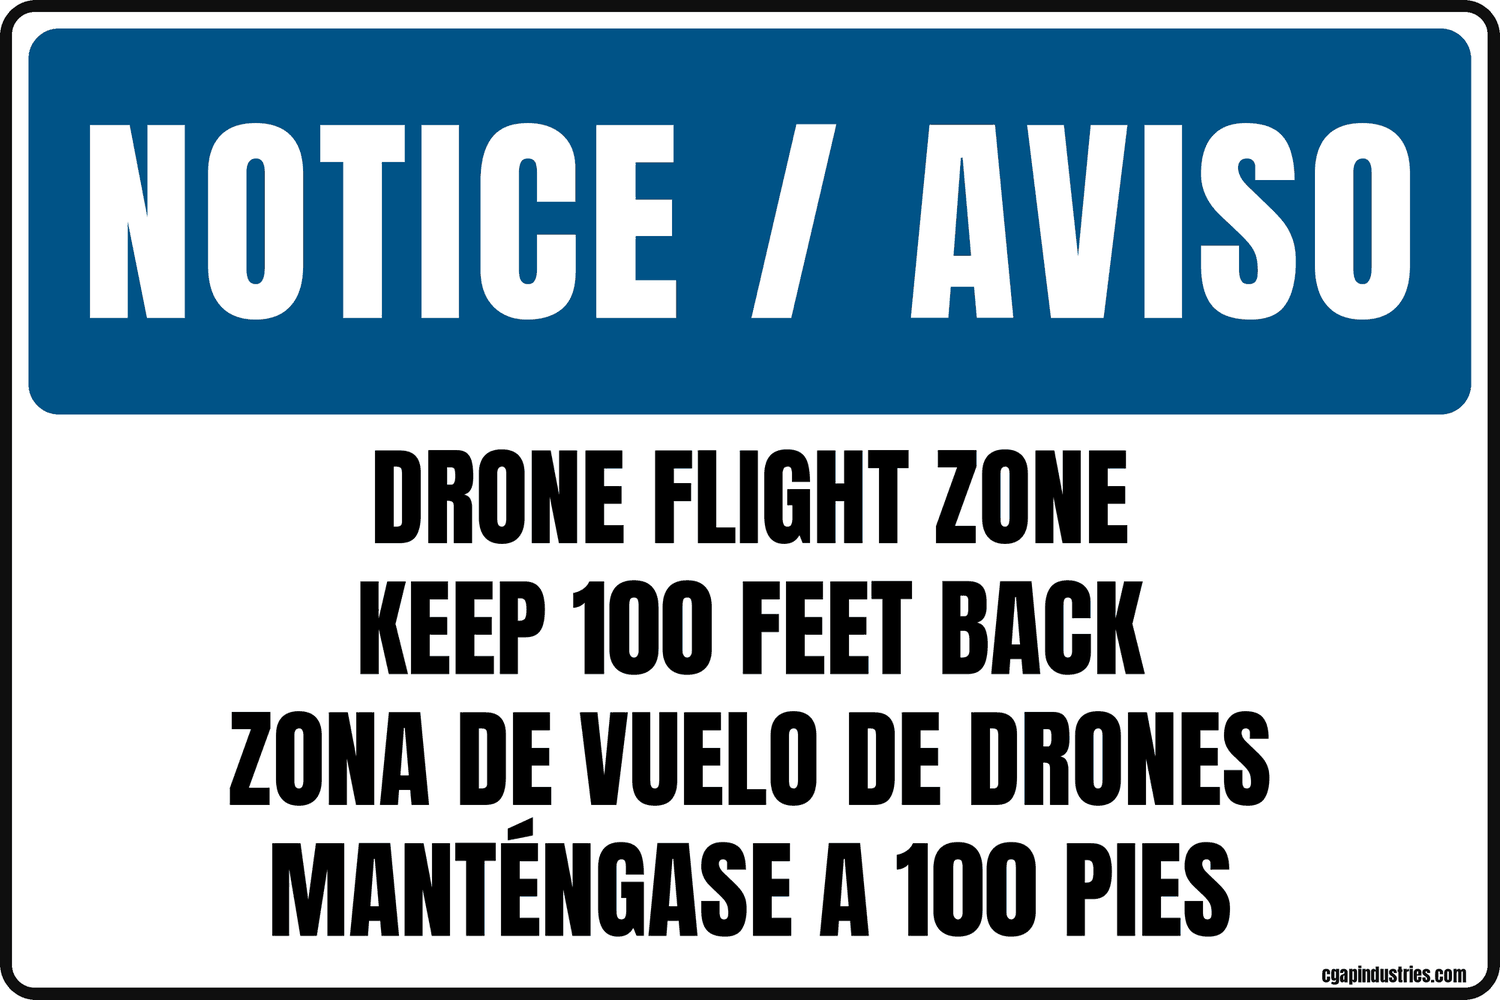 NOTICE / AVISO
DRONE FLIGHT ZONE
KEEP 100 FEET BACK
ZONA DE VUELO DE DRONES
MANTÉNGASE A 100 PIES
cgapindustries.com